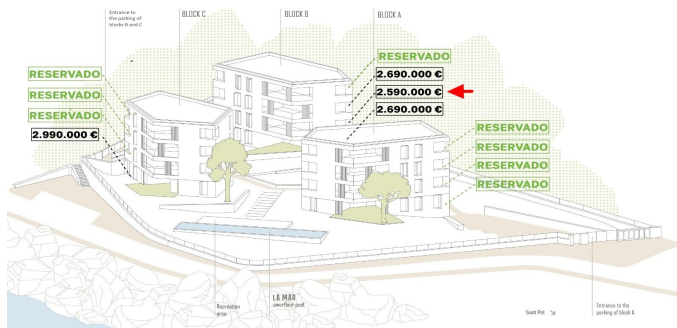 Entrance to
the parking of
blocks B and C
BLOCK C
BLOCK B
BLOCK A
RESERVADO
RESERVADO
RESERVADO
2.990.000 €
RESERVADO
2.690.000 €
2.590.000 €
2.690.000 €
RESERVADO
RESERVADO
RESERVADO
RESERVADO
Recreation
area
LA MAR
overfloor pool
Saint Pol
Entrance to the
parking of block A